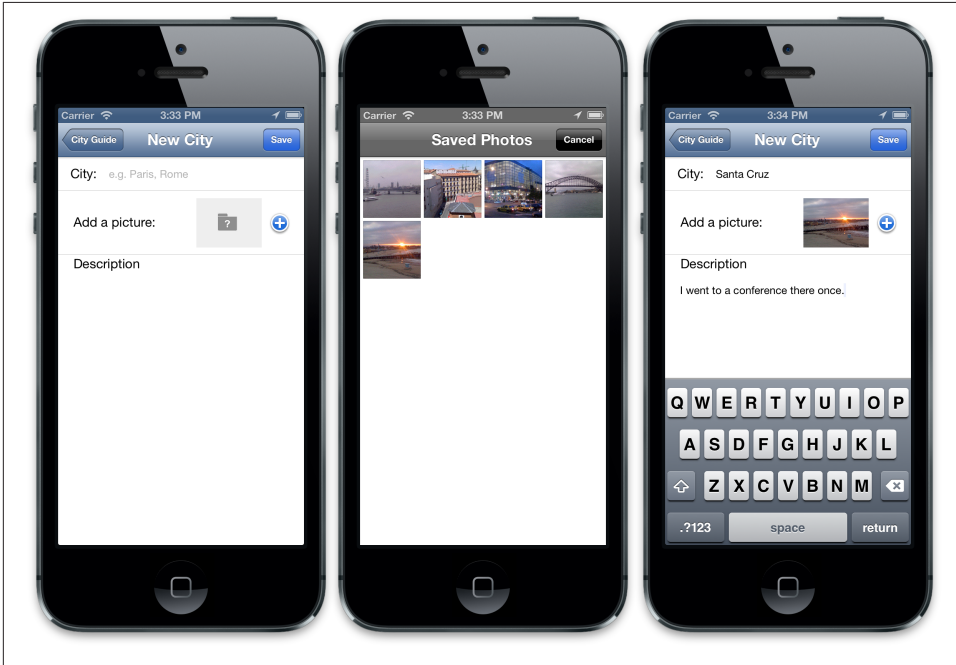 Carrier 3:33 PM
City Guide New City Save
City: e.g. Paris, Rome
Add a picture: ?
Description
Carrier 3:33 PM
Saved Photos Cancel
Carrier 3:34 PM
City Guide New City Save
City: Santa Cruz
Add a picture:
Description
I went to a conference there once.
Q W E R T Y U I O P
A S D F G H J K L
Z X C V B N M
.?123 space return